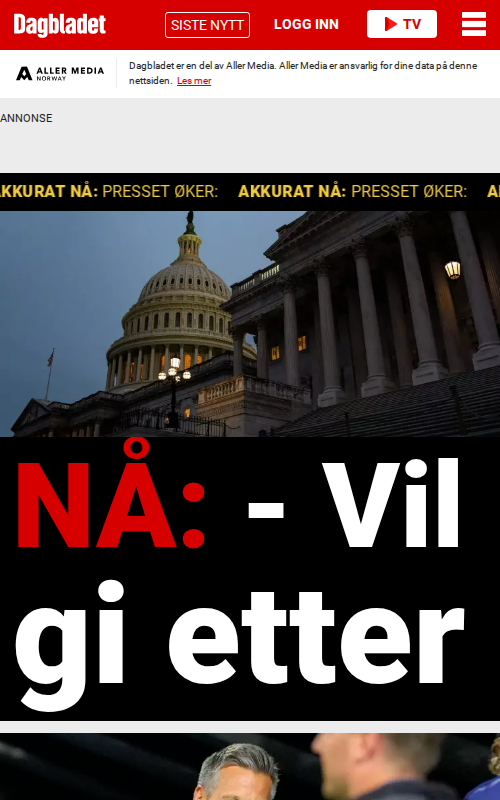 Dagbladet
SISTE NYTT
LOGG INN
TV
ALLER MEDIA
NORWAY
Dagbladet er en del av Aller Media. Aller Media er ansvarlig for dine data på denne
nettsiden. Les mer
ANNONSE
AKKURAT NÅ: PRESSET ØKER: AKKURAT NÅ: PRESSET ØKER:
NÅ: - Vil
gi etter